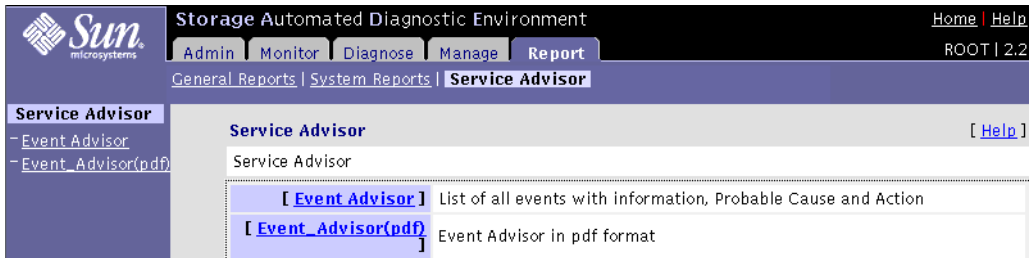 Sun
microsystems
Storage Automated Diagnostic Environment
Home | Help
Admin Monitor Diagnose Manage Report
ROOT | 2.2
General Reports | System Reports | Service Advisor
Service Advisor
Event Advisor
Event_Advisor(pdf)
Service Advisor
[ Help ]
Service Advisor
[ Event Advisor ] List of all events with information, Probable Cause and Action
[ Event_Advisor(pdf) ] Event Advisor in pdf format